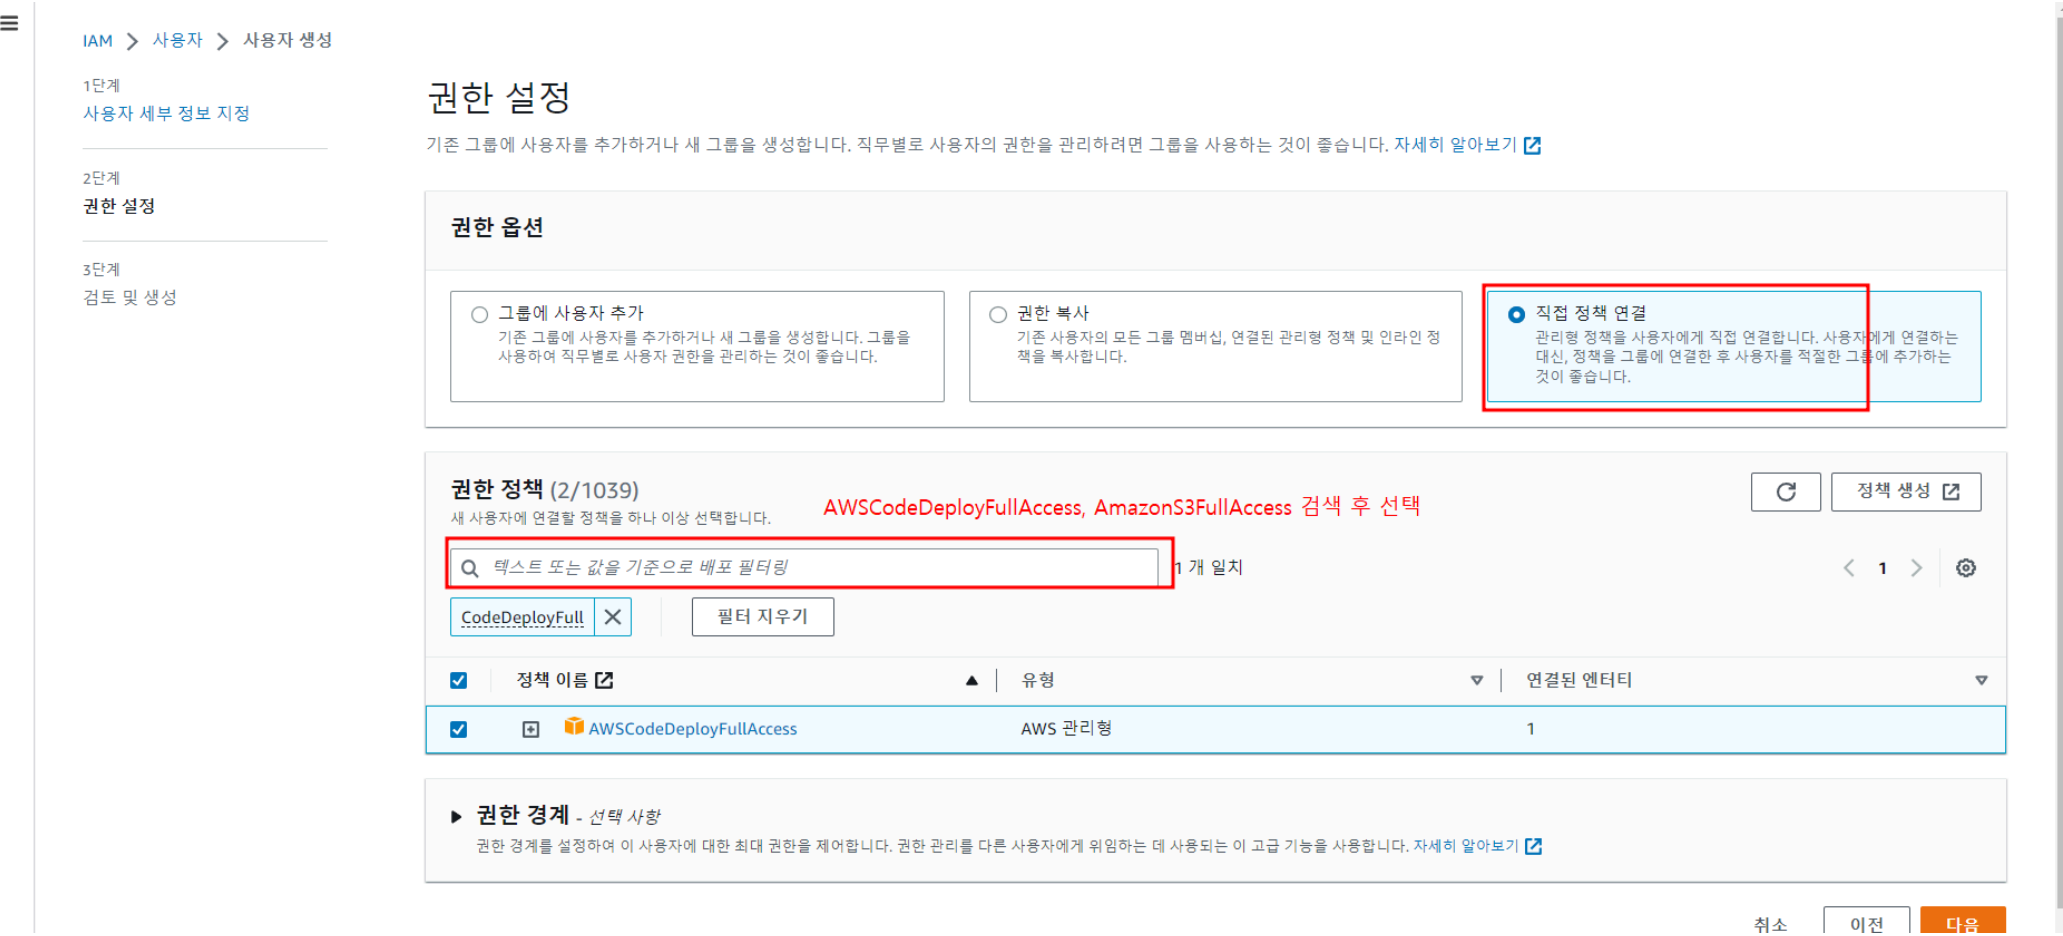 IAM > 사용자 > 사용자 생성
1단계
사용자 세부 정보 지정
2단계
권한 설정
3단계
검토 및 생성
권한 설정
기존 그룹에 사용자를 추가하거나 새 그룹을 생성합니다. 직무별로 사용자의 권한을 관리하려면 그룹을 사용하는 것이 좋습니다. 자세히 알아보기
권한 옵션
그룹에 사용자 추가
기존 그룹에 사용자를 추가하거나 새 그룹을 생성합니다. 그룹을
사용하여 직무별로 사용자 권한을 관리하는 것이 좋습니다.
권한 복사
기존 사용자의 모든 그룹 멤버십, 연결된 관리형 정책 및 인라인 정
책을 복사합니다.
직접 정책 연결
관리형 정책을 사용자에게 직접 연결합니다. 사용자에게 연결하는
대신, 정책을 그룹에 연결한 후 사용자를 적절한 그룹에 추가하는
것이 좋습니다.
권한 정책 (2/1039)
새 사용자에 연결할 정책을 하나 이상 선택합니다.
AWSCodeDeployFullAccess, AmazonS3FullAccess 검색 후 선택
정책 생성
텍스트 또는 값을 기준으로 배포 필터링
1 개 일치
1
CodeDeployFull
필터 지우기
정책 이름 유형 연결된 엔터티
AWSCodeDeployFullAccess AWS 관리형 1
권한 경계 - 선택 사항
권한 경계를 설정하여 이 사용자에 대한 최대 권한을 제어합니다. 권한 관리를 다른 사용자에게 위임하는 데 사용되는 이 고급 기능을 사용합니다. 자세히 알아보기
취소 이전 다음